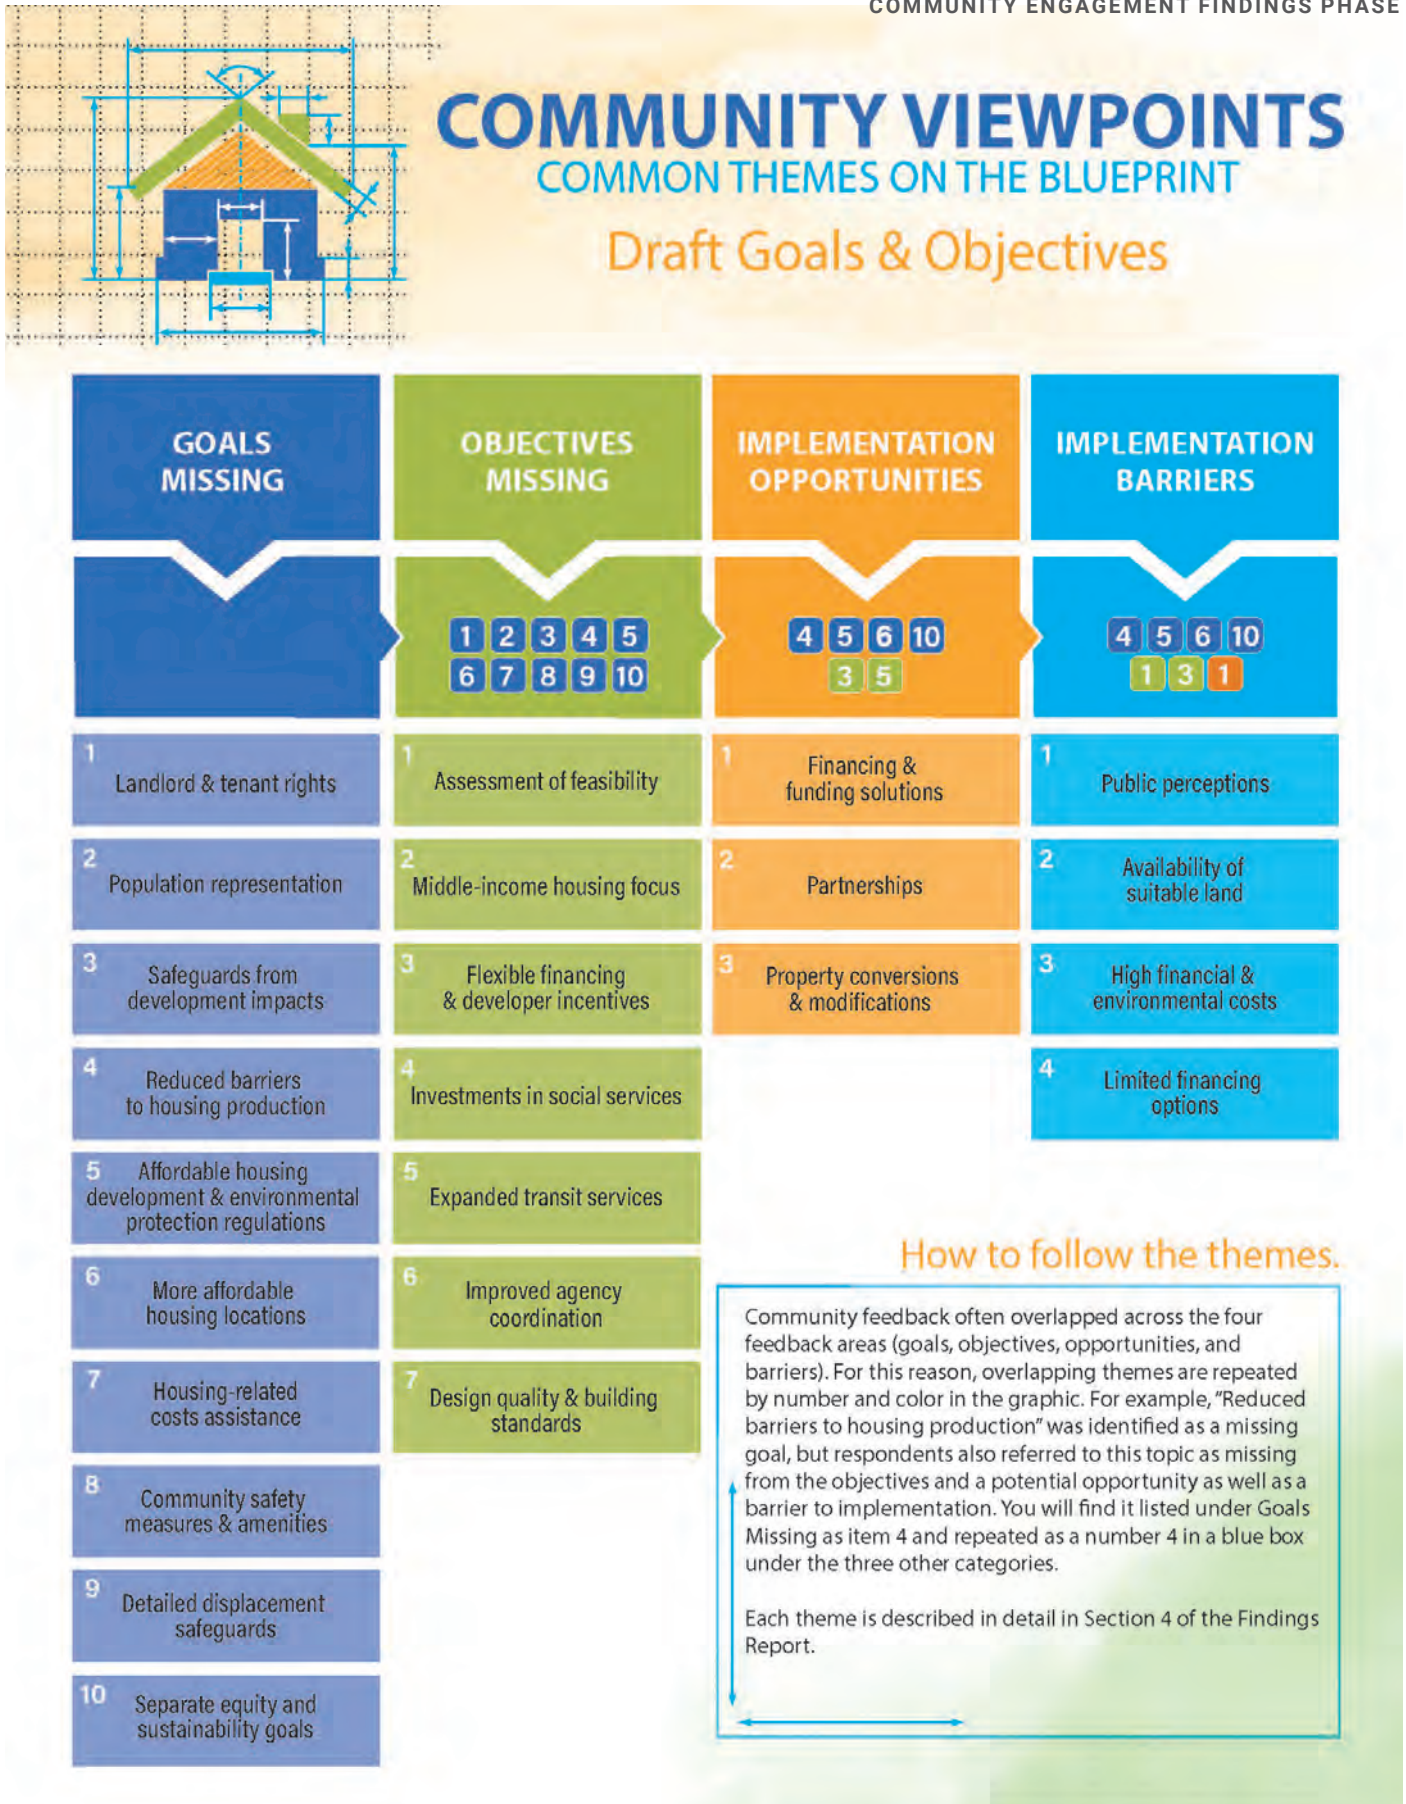 COMMUNITY ENGAGEMENT FINDINGS PHASE
COMMUNITY VIEWPOINTS
COMMON THEMES ON THE BLUEPRINT
Draft Goals & Objectives
GOALS
MISSING
OBJECTIVES
MISSING
IMPLEMENTATION
OPPORTUNITIES
IMPLEMENTATION
BARRIERS
1 2 3 4 5
6 7 8 9 10
4 5 6 10
3 5
4 5 6 10
1 3 1
1
Landlord & tenant rights
2
Population representation
3
Safeguards from
development impacts
4
Reduced barriers
to housing production
5
Affordable housing
development & environmental
protection regulations
6
More affordable
housing locations
7
Housing-related
costs assistance
8
Community safety
measures & amenities
9
Detailed displacement
safeguards
10
Separate equity and
sustainability goals
1
Assessment of feasibility
2
Middle-income housing focus
3
Flexible financing
& developer incentives
4
Investments in social services
5
Expanded transit services
6
Improved agency
coordination
7
Design quality & building
standards
1
Financing &
funding solutions
2
Partnerships
3
Property conversions
& modifications
1
Public perceptions
2
Availability of
suitable land
3
High financial &
environmental costs
4
Limited financing
options
How to follow the themes.
Community feedback often overlapped across the four
feedback areas (goals, objectives, opportunities, and
barriers). For this reason, overlapping themes are repeated
by number and color in the graphic. For example, "Reduced
barriers to housing production" was identified as a missing
goal, but respondents also referred to this topic as missing
from the objectives and a potential opportunity as well as a
barrier to implementation. You will find it listed under Goals
Missing as item 4 and repeated as a number 4 in a blue box
under the three other categories.
Each theme is described in detail in Section 4 of the Findings
Report.